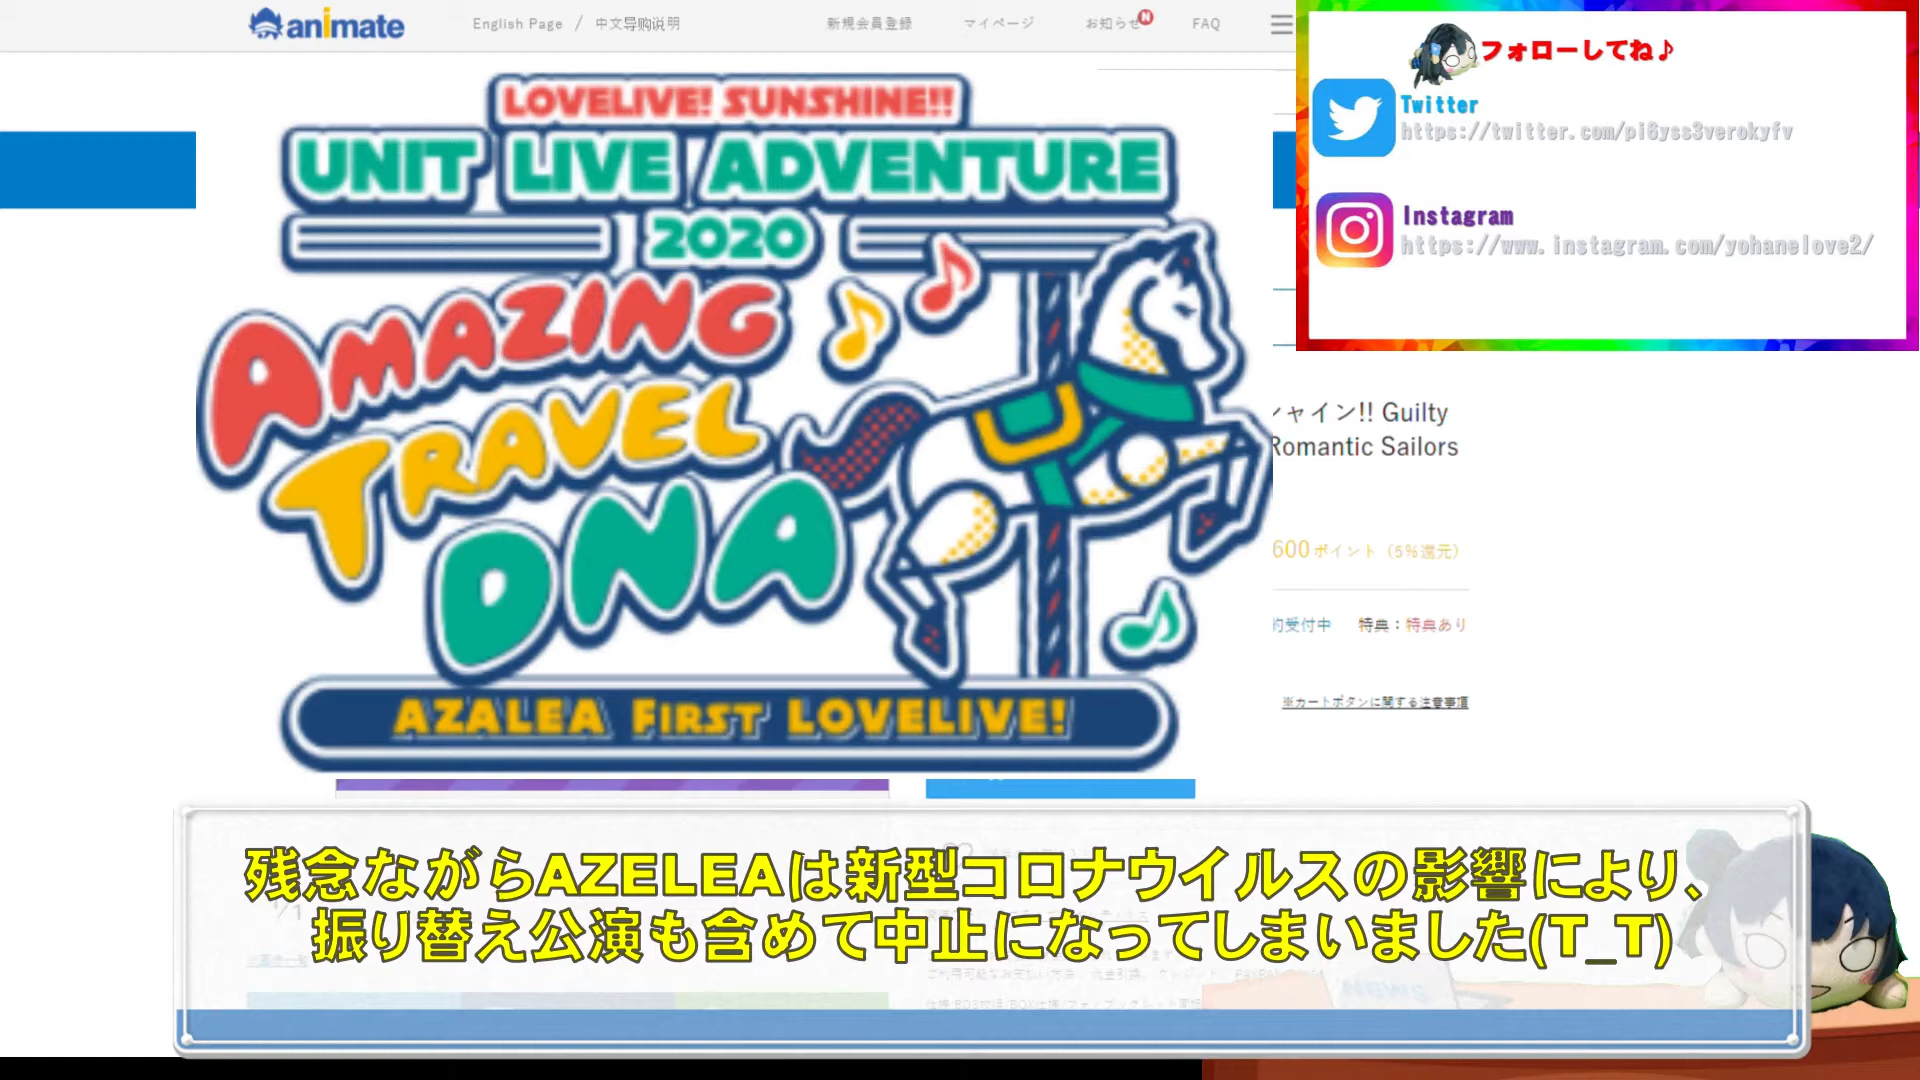 animate
English Page / 中文导购说明
新規会員登録
マイページ
お知らせ
N
FAQ
フォローしてね♪
Twitter
https://twitter.com/pi6yss3verokyfv
Instagram
https://www.instagram.com/yohanelove2/
LOVELIVE! SUNSHINE!!
UNIT LIVE ADVENTURE
2020
AMAZING
TRAVEL
DNA
AZALEA FIRST LOVELIVE!
ャイン!! Guilty
Romantic Sailors
600ポイント（5%還元）
約受付中 特典：特典あり
※カートボタンに関する注意事項
残念ながらAZELEAは新型コロナウイルスの影響により、
振り替え公演も含めて中止になってしまいました(T_T)